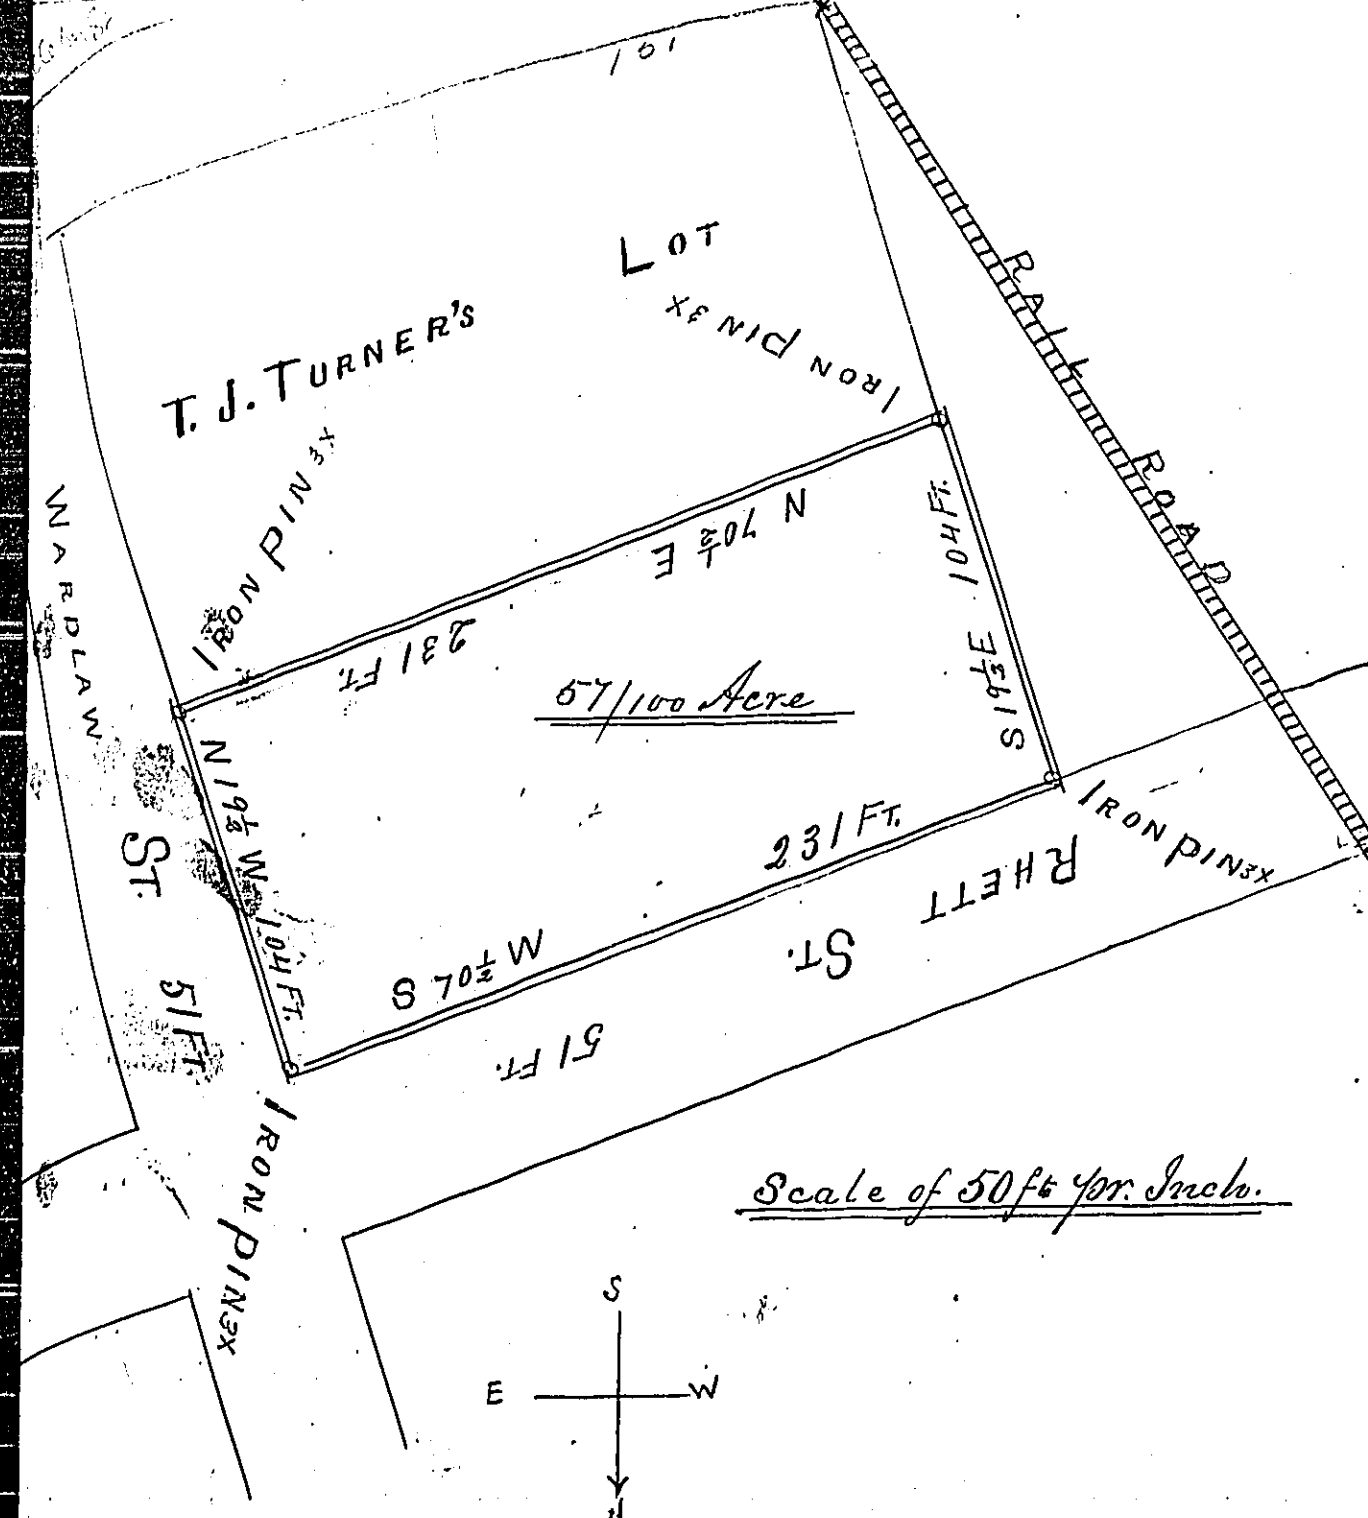 101
LOT
T. J. TURNER'S
IRON PIN 3X
IRON PIN 3X
RAIL ROAD
WARDLAW
ST.
51 FT.
N 70½ E
231 FT.
S 19½ E 104 FT.
57/100 Acre
N 19½ W 104 FT.
231 FT.
S 70½ W
IRON PIN 3X
RHETT
ST.
51 FT.
IRON PIN 3X
Scale of 50 ft pr. Inch.
S
E
W
N